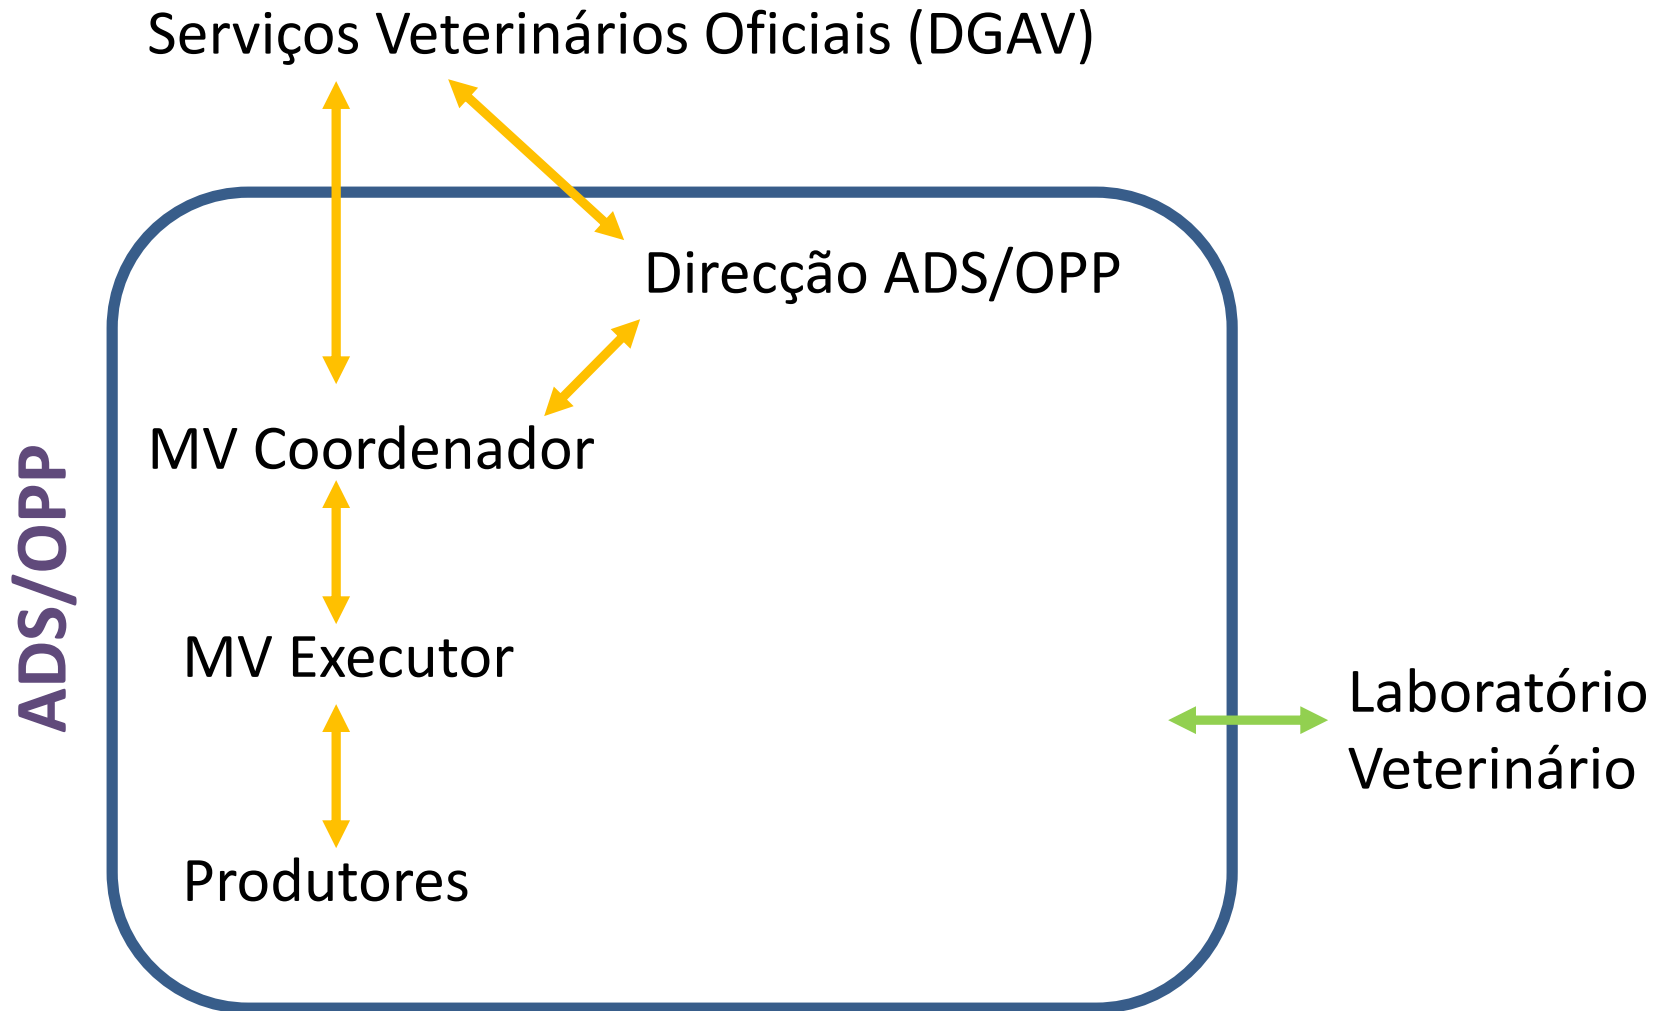 Serviços Veterinários Oficiais (DGAV)
Direcção ADS/OPP
MV Coordenador
ADS/OPP
MV Executor
Laboratório
Veterinário
Produtores